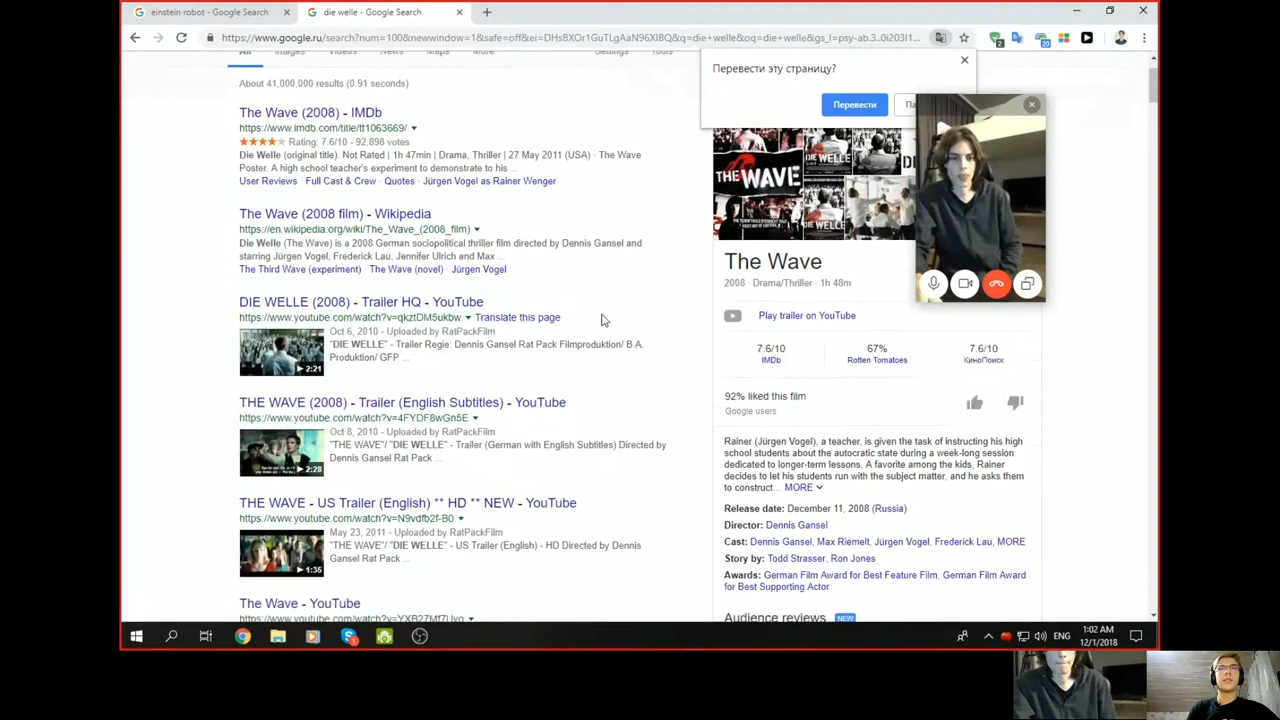 einstein robot - Google Search
die welle - Google Search
https://www.google.ru/search?num=100&newwindow=1&safe=off&ei=DHsBXOr1GuTLgAaN96XIBQ&q=die+welle&oq=die+welle&gs_l=psy-ab.3..0i203l1...
All Images Videos News Maps More Settings Tools
About 41,000,000 results (0.91 seconds)
Перевести эту страницу?
Перевести
The Wave (2008) - IMDb
https://www.imdb.com/title/tt1063669/
Rating: 7.6/10 - 92,898 votes
Die Welle (original title). Not Rated | 1h 47min | Drama, Thriller | 27 May 2011 (USA) · The Wave
Poster. A high school teacher's experiment to demonstrate to his ...
User Reviews · Full Cast & Crew · Quotes · Jürgen Vogel as Rainer Wenger
The Wave (2008 film) - Wikipedia
https://en.wikipedia.org/wiki/The_Wave_(2008_film)
Die Welle (The Wave) is a 2008 German sociopolitical thriller film directed by Dennis Gansel and
starring Jürgen Vogel, Frederick Lau, Jennifer Ulrich and Max ...
The Third Wave (experiment) · The Wave (novel) · Jürgen Vogel
DIE WELLE (2008) - Trailer HQ - YouTube
https://www.youtube.com/watch?v=qkztDM5ukbw Translate this page
Oct 6, 2010 - Uploaded by RatPackFilm
"DIE WELLE" - Trailer Regie: Dennis Gansel Rat Pack Filmproduktion/ B.A.
Produktion/ GFP ...
2:21
THE WAVE (2008) - Trailer (English Subtitles) - YouTube
https://www.youtube.com/watch?v=4FYDF8wGn5E
Oct 8, 2010 - Uploaded by RatPackFilm
"THE WAVE"/ "DIE WELLE" - Trailer (German with English Subtitles) Directed by
Dennis Gansel Rat Pack ...
2:28
THE WAVE - US Trailer (English) ** HD ** NEW - YouTube
https://www.youtube.com/watch?v=N9vdfb2f-B0
May 23, 2011 - Uploaded by RatPackFilm
"THE WAVE"/ "DIE WELLE" - US Trailer (English) - HD Directed by Dennis
Gansel Rat Pack ...
1:35
The Wave - YouTube
THE WAVE
DIE WELLE
DIE WELLE
The Wave
2008 · Drama/Thriller · 1h 48m
Play trailer on YouTube
7.6/10 67% 7.6/10
IMDb Rotten Tomatoes КиноПоиск
92% liked this film
Google users
Rainer (Jürgen Vogel), a teacher, is given the task of instructing his high
school students about the autocratic state during a week-long session
dedicated to longer-term lessons. A favorite among the kids, Rainer
decides to let his students run with the subject matter, and he asks them
to construct... MORE
Release date: December 11, 2008 (Russia)
Director: Dennis Gansel
Cast: Dennis Gansel, Max Riemelt, Jürgen Vogel, Frederick Lau, MORE
Story by: Todd Strasser, Ron Jones
Awards: German Film Award for Best Feature Film, German Film Award
for Best Supporting Actor
Audience reviews NEW
ENG
1:02 AM
12/1/2018